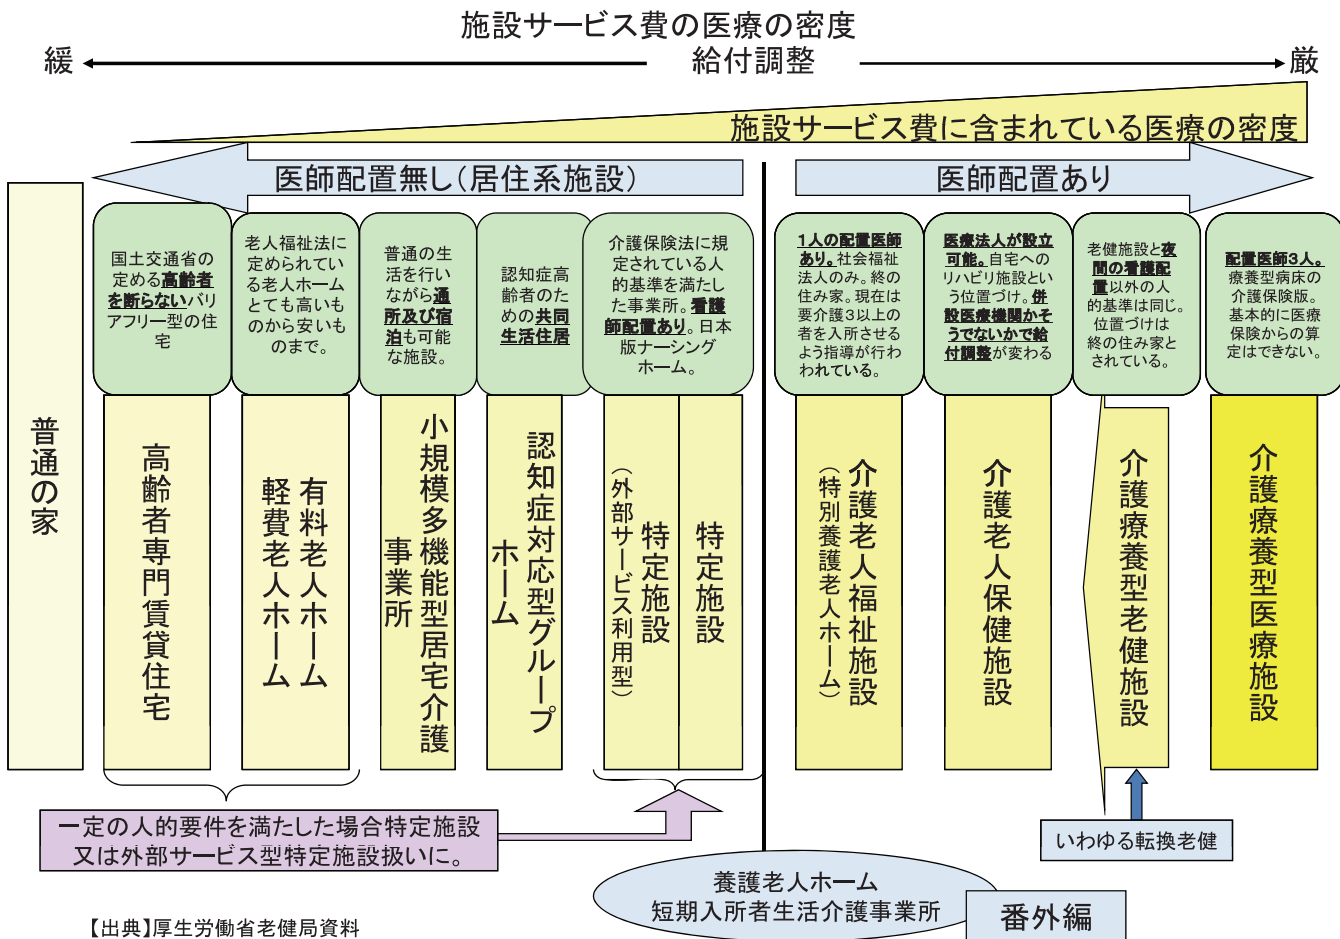 施設サービス費の医療の密度
緩
給付調整
厳
施設サービス費に含まれている医療の密度
医師配置無し（居住系施設）
医師配置あり
国土交通省の
定める高齢者
を断らないバリ
アフリー型の住
宅
老人福祉法に
定められてい
る老人ホーム
とても高いも
のから安いも
のまで。
普通の生
活を行い
ながら通
所及び宿
泊も可能
な施設。
認知症高
齢者のた
めの共同
生活住居
介護保険法に規
定されている人
的基準を満たし
た事業所。看護
師配置あり。日本
版ナーシング
ホーム。
1人の配置医師
あり。社会福祉
法人のみ。終の
住み家。現在は
要介護3以上の
者を入所させる
よう指導が行わ
われている。
医療法人が設立
可能。自宅への
リハビリ施設とい
う位置づけ。併
設医療機関かそ
うでないかで給
付調整が変わる
老健施設と夜
間の看護配
置以外の人
的基準は同じ。
位置づけは
終の住み家と
されている。
配置医師3人。
療養型病床の
介護保険版。
基本的に医療
保険からの算
定はできない。
普通の家
高齢者専門賃貸住宅
有料老人ホーム
軽費老人ホーム
小規模多機能型居宅介護
事業所
認知症対応型グループ
ホーム
特定施設
（外部サービス利用型）
特定施設
介護老人福祉施設
（特別養護老人ホーム）
介護老人保健施設
介護療養型老健施設
介護療養型医療施設
一定の人的要件を満たした場合特定施設
又は外部サービス型特定施設扱いに。
いわゆる転換老健
養護老人ホーム
短期入所者生活介護事業所
番外編
【出典】厚生労働省老健局資料